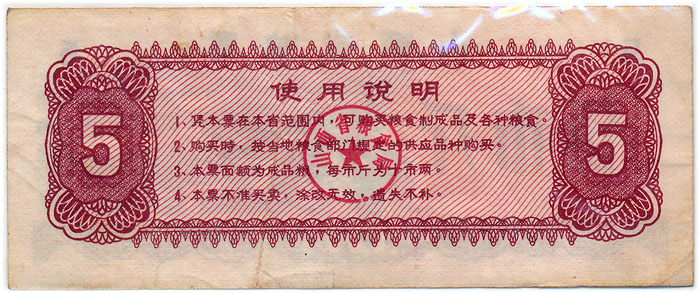 使用说明
5
1、凭本票在本省范围内，可购买粮食制成品及各种粮食。
2、购买时，按当地粮食部门规定的供应品种购买。
3、本票面额为成品粮，每市斤为十市两。
4、本票不准买卖，涂改无效，遗失不补。
5